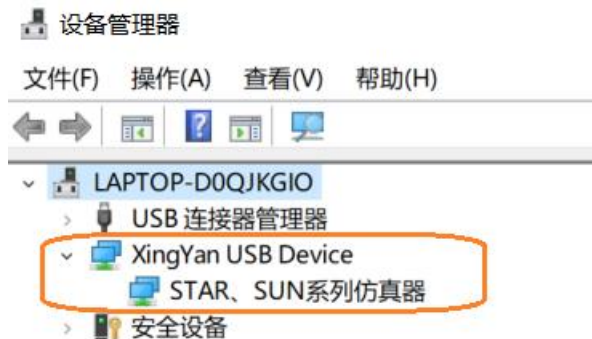 设备管理器
文件(F) 操作(A) 查看(V) 帮助(H)
?
LAPTOP-D0QJKGIO
USB 连接器管理器
XingYan USB Device
STAR、SUN系列仿真器
安全设备